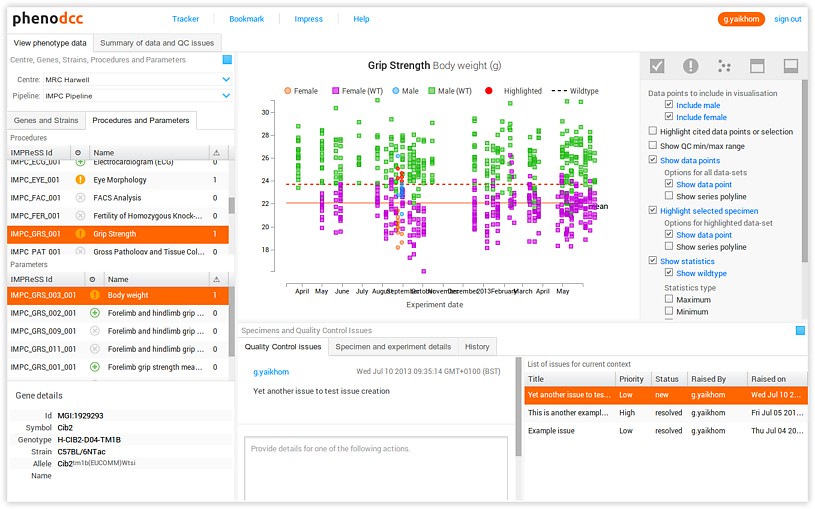 phenodcc
Tracker
Bookmark
Impress
Help
g.yaikhom
sign out
View phenotype data
Summary of data and QC issues
Centre, Genes, Strains, Procedures and Parameters
Centre: MRC Harwell
Pipeline: IMPC Pipeline
Genes and Strains
Procedures and Parameters
Procedures
IMPReSS Id Name
IMPC_ECG_001 Electrocardiogram (ECG) 0
IMPC_EYE_001 Eye Morphology 1
IMPC_FAC_001 FACS Analysis 0
IMPC_FER_001 Fertility of Homozygous Knock-... 0
IMPC_GRS_001 Grip Strength 1
IMPC_PAT_001 Gross Pathology and Tissue Col... 0
Parameters
IMPReSS Id Name
IMPC_GRS_003_001 Body weight 1
IMPC_GRS_002_001 Forelimb and hindlimb grip ... 0
IMPC_GRS_009_001 Forelimb and hindlimb grip ... 0
IMPC_GRS_011_001 Forelimb and hindlimb grip ... 0
IMPC_GRS_001_001 Forelimb grip strength mea... 0
Gene details
Id MGI:1929293
Symbol Cib2
Genotype H-CIB2-D04-TM1B
Strain C57BL/6NTac
Allele Cib2tm1b(EUCOMM)Wtsi
Name
Grip Strength Body weight (g)
Female Female (WT) Male Male (WT) Highlighted Wildtype
30
28
26
24
22
20
18
April May June July August September October November December 2013 February March April May
Experiment date
Data points to include in visualisation
Include male
Include female
Highlight cited data points or selection
Show QC min/max range
Show data points
Options for all data-sets
Show data point
Show series polyline
Highlight selected specimen
Options for highlighted data-set
Show data point
Show series polyline
Show statistics
Show wildtype
Statistics type
Maximum
Minimum
Specimens and Quality Control Issues
Quality Control issues
Specimen and experiment details
History
g.yaikhom Wed Jul 10 2013 09:35:14 GMT+0100 (BST)
Yet another issue to test issue creation
Provide details for one of the following actions.
List of issues for current context
Title Priority Status Raised By Raised on
Yet another issue to tes... Low new g.yaikhom Wed Jul 10 2...
This is another exampl... High resolved g.yaikhom Fri Jul 05 201...
Example issue Low resolved g.yaikhom Thu Jul 04 20...